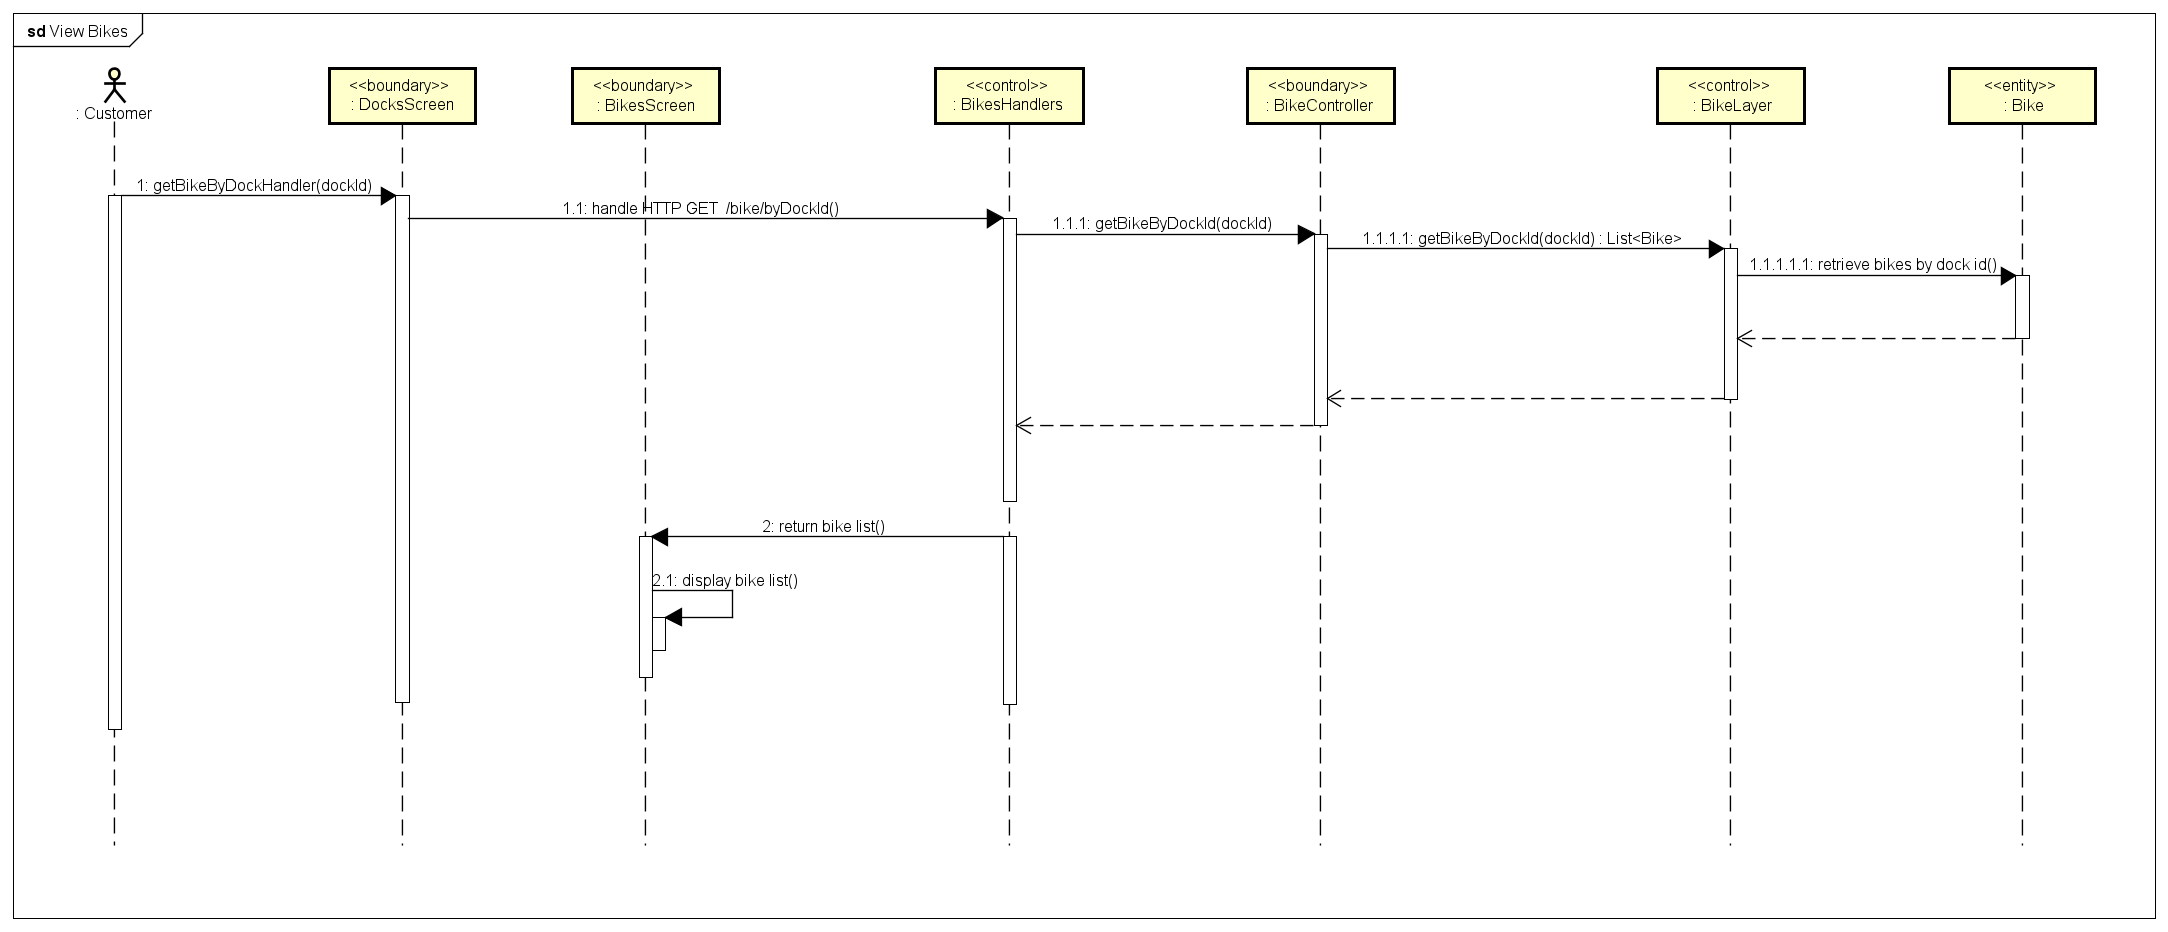 sd View Bikes
: Customer
<<boundary>>
: DocksScreen
<<boundary>>
: BikesScreen
<<control>>
: BikesHandlers
<<boundary>>
: BikeController
<<control>>
: BikeLayer
<<entity>>
: Bike
1: getBikeByDockHandler(dockId)
1.1: handle HTTP GET  /bike/byDockId()
1.1.1: getBikeByDockId(dockId)
1.1.1.1: getBikeByDockId(dockId) : List<Bike>
1.1.1.1.1: retrieve bikes by dock id()
2: return bike list()
2.1: display bike list()